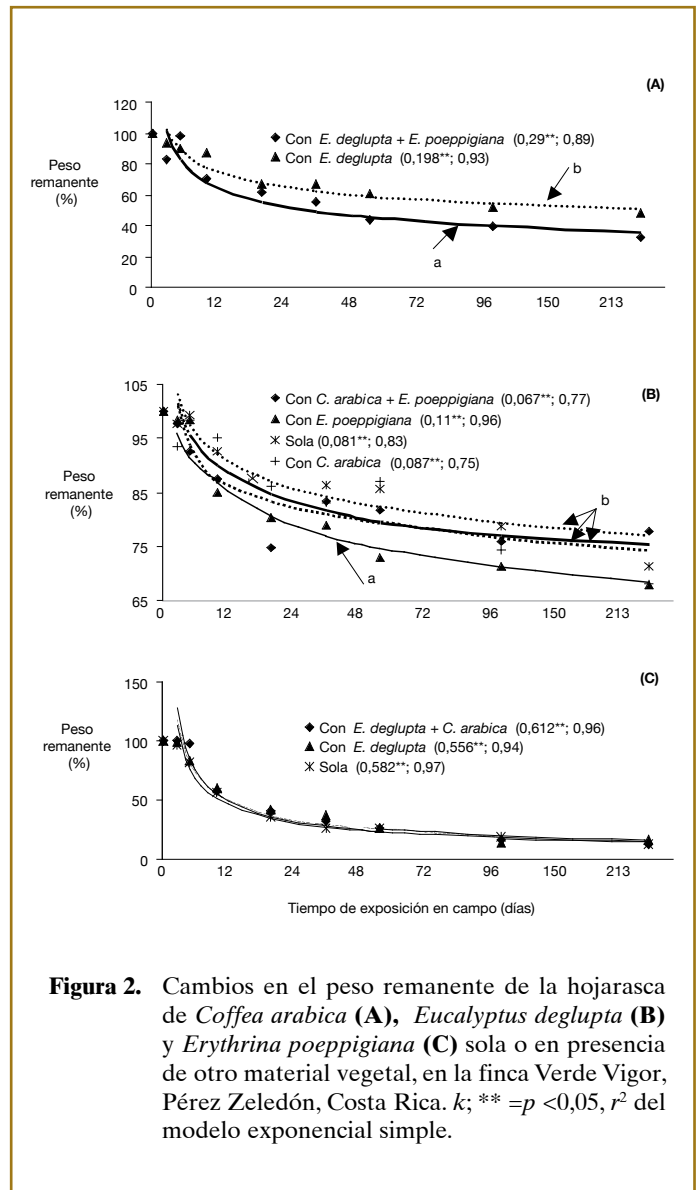 (A)
120
100
80
60
40
20
0
Peso
remanente
(%)
◆ Con E. deglupta + E. poeppigiana (0,29**; 0,89)
▲ Con E. deglupta (0,198**; 0,93)
b
a
0 12 24 48 72 96 150 213
(B)
105
95
85
75
65
Peso
remanente
(%)
◆ Con C. arabica + E. poeppigiana (0,067**; 0,77)
▲ Con E. poeppigiana (0,11**; 0,96)
Sola (0,081**; 0,83)
+ Con C. arabica (0,087**; 0,75)
b
a
0 12 24 36 72 96 213
(C)
150
100
50
0
Peso
remanente
(%)
◆ Con E. deglupta + C. arabica (0,612**; 0,96)
▲ Con E. deglupta (0,556**; 0,94)
Sola (0,582**; 0,97)
0 12 24 48 72 96 150 213
Tiempo de exposición en campo (días)
Figura 2. Cambios en el peso remanente de la hojarasca
de Coffea arabica (A), Eucalyptus deglupta (B)
y Erythrina poeppigiana (C) sola o en presencia
de otro material vegetal, en la finca Verde Vigor,
Pérez Zeledón, Costa Rica. k; ** =p <0,05, r² del
modelo exponencial simple.